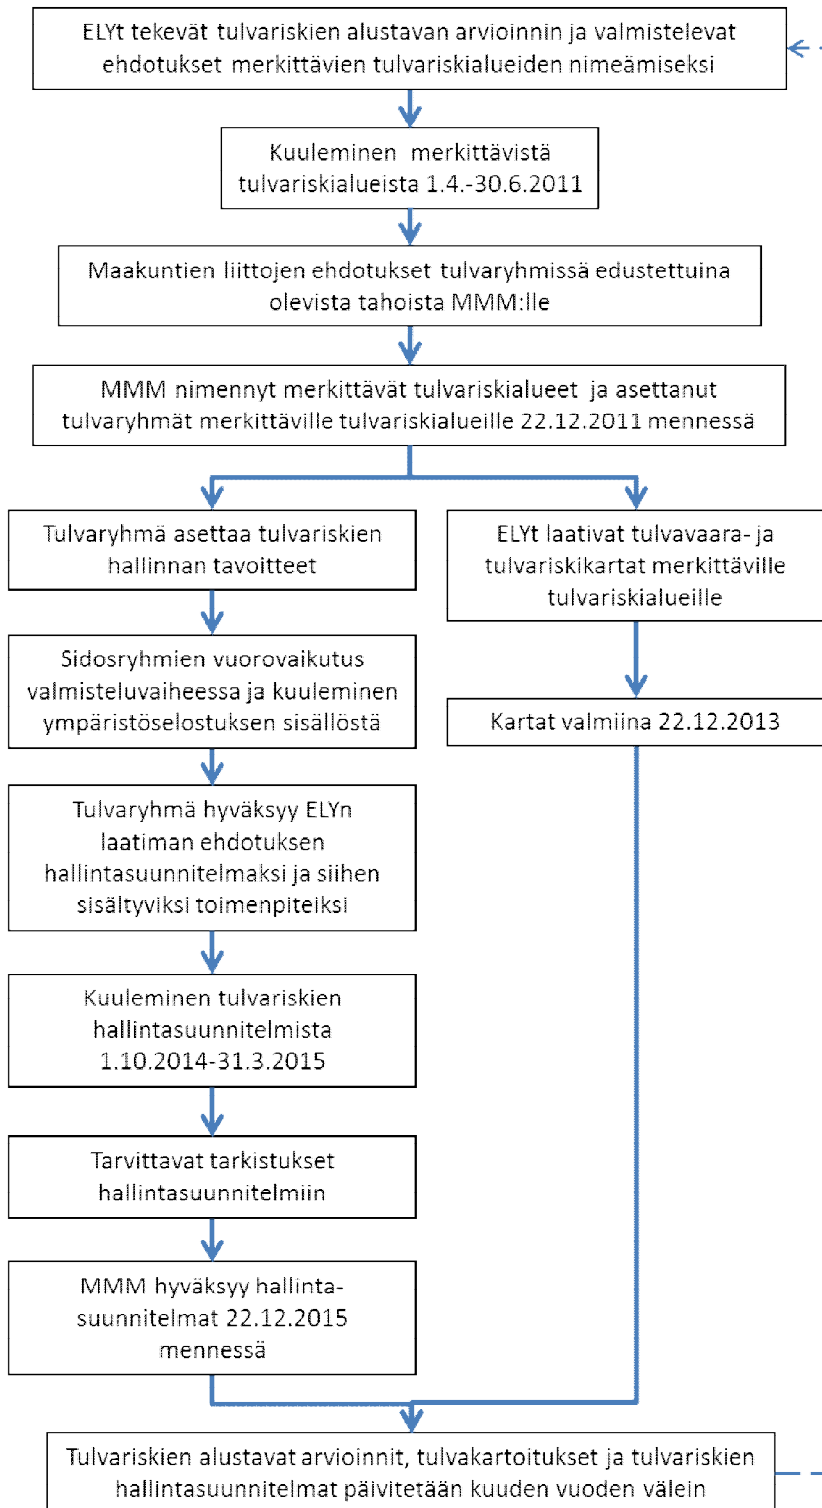 ELYt tekevät tulvariskien alustavan arvioinnin ja valmistelevat
ehdotukset merkittävien tulvariskialueiden nimeämiseksi
Kuuleminen merkittävistä
tulvariskialueista 1.4.-30.6.2011
Maakuntien liittojen ehdotukset tulvaryhmissä edustettuina
olevista tahoista MMM:lle
MMM nimennyt merkittävät tulvariskialueet ja asettanut
tulvaryhmät merkittäville tulvariskialueille 22.12.2011 mennessä
Tulvaryhmä asettaa tulvariskien
hallinnan tavoitteet
Sidosryhmien vuorovaikutus
valmisteluvaiheessa ja kuuleminen
ympäristöselostuksen sisällöstä
Tulvaryhmä hyväksyy ELYn
laatiman ehdotuksen
hallintasuunnitelmaksi ja siihen
sisältyviksi toimenpiteiksi
Kuuleminen tulvariskien
hallintasuunnitelmista
1.10.2014-31.3.2015
Tarvittavat tarkistukset
hallintasuunnitelmiin
MMM hyväksyy hallinta-
suunnitelmat 22.12.2015
mennessä
ELYt laativat tulvavaara- ja
tulvariskikartat merkittäville
tulvariskialueille
Kartat valmiina 22.12.2013
Tulvariskien alustavat arvioinnit, tulvakartoitukset ja tulvariskien
hallintasuunnitelmat päivitetään kuuden vuoden välein